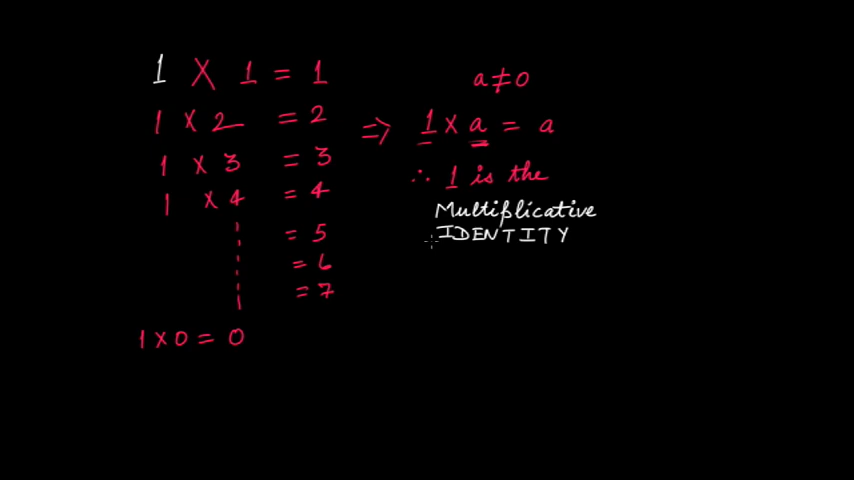 1 X 1 = 1
1 X 2 = 2
1 X 3 = 3
1 X 4 = 4
= 5
= 6
= 7
1 X 0 = 0
a ≠ 0
⇒ 1 X a = a
∴ 1 is the
Multiplicative
IDENTITY